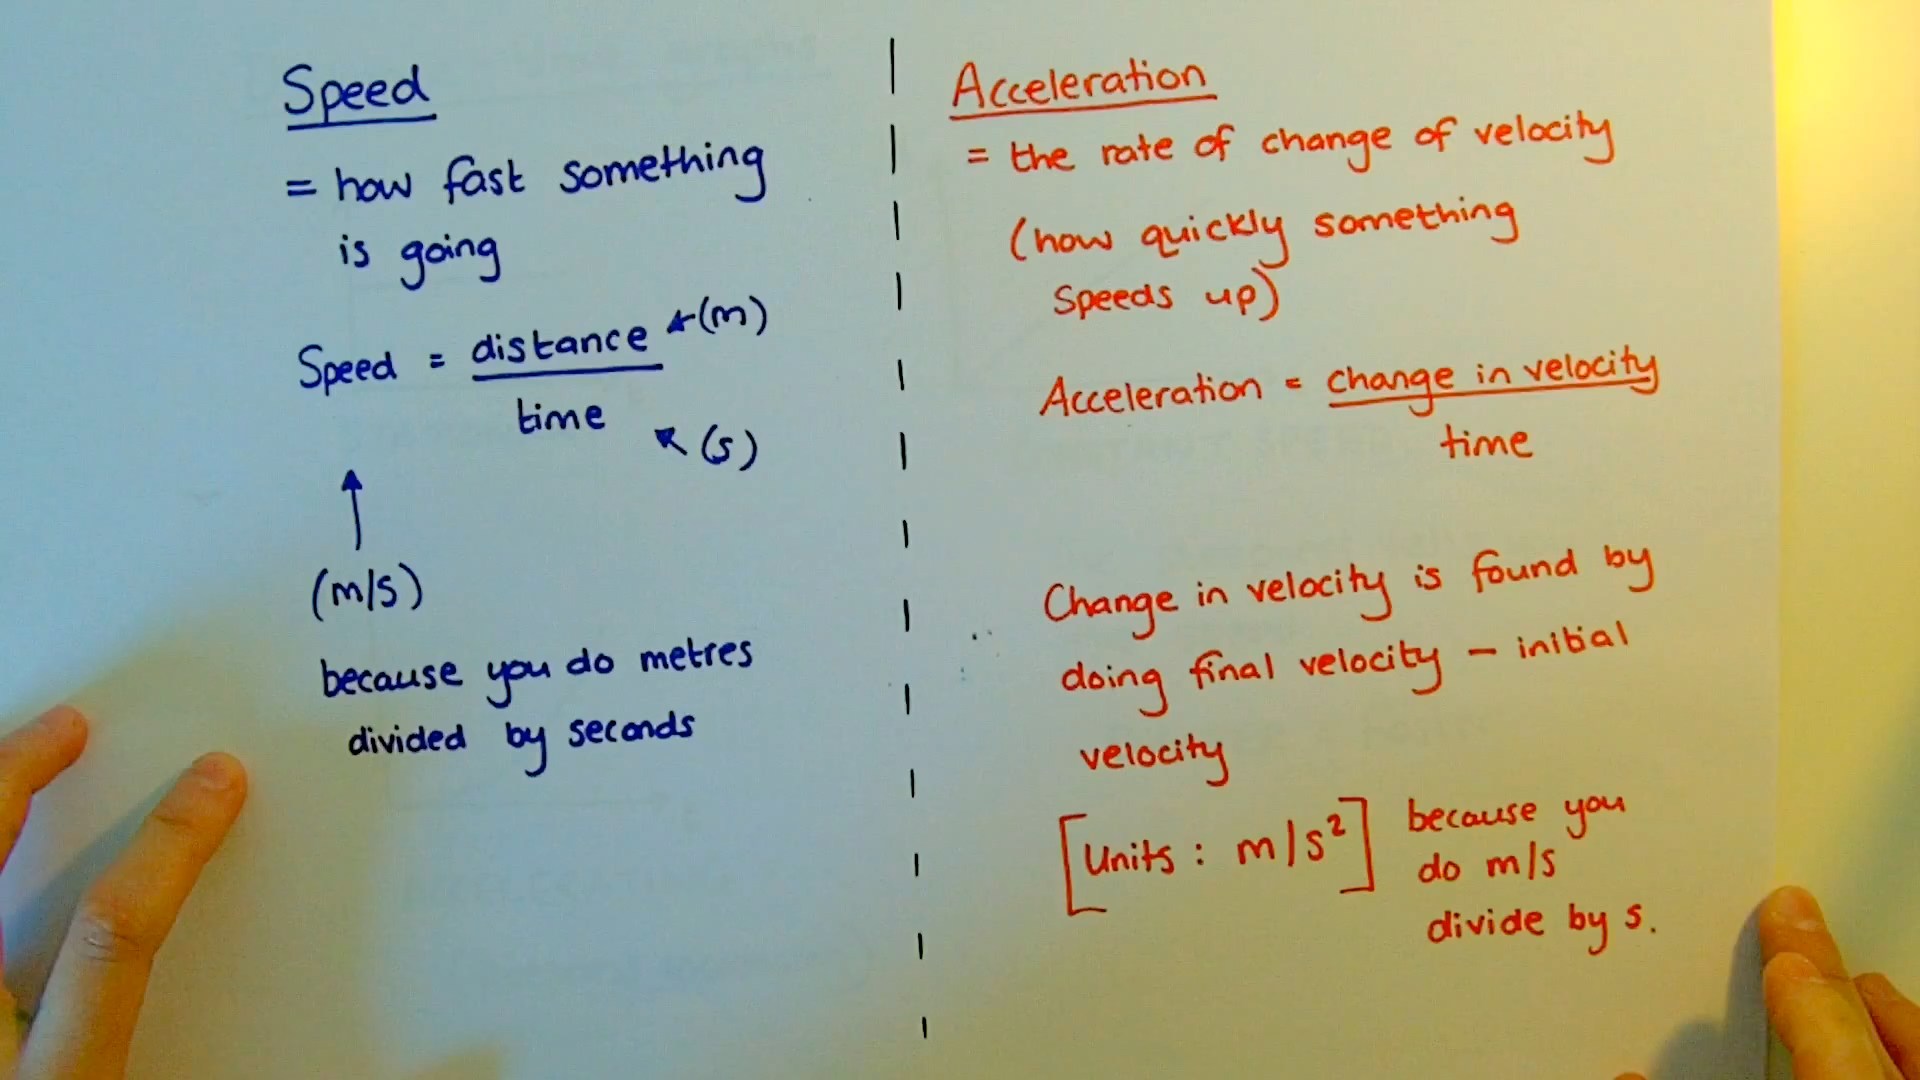 Speed
= how fast something
is going
Speed = distance (m)
time (s)
(m/s)
because you do metres
divided by seconds
Acceleration
= the rate of change of velocity
(how quickly something
speeds up)
Acceleration = change in velocity
time
Change in velocity is found by
doing final velocity – initial
velocity
[Units : m/s²] because you
do m/s
divide by s.